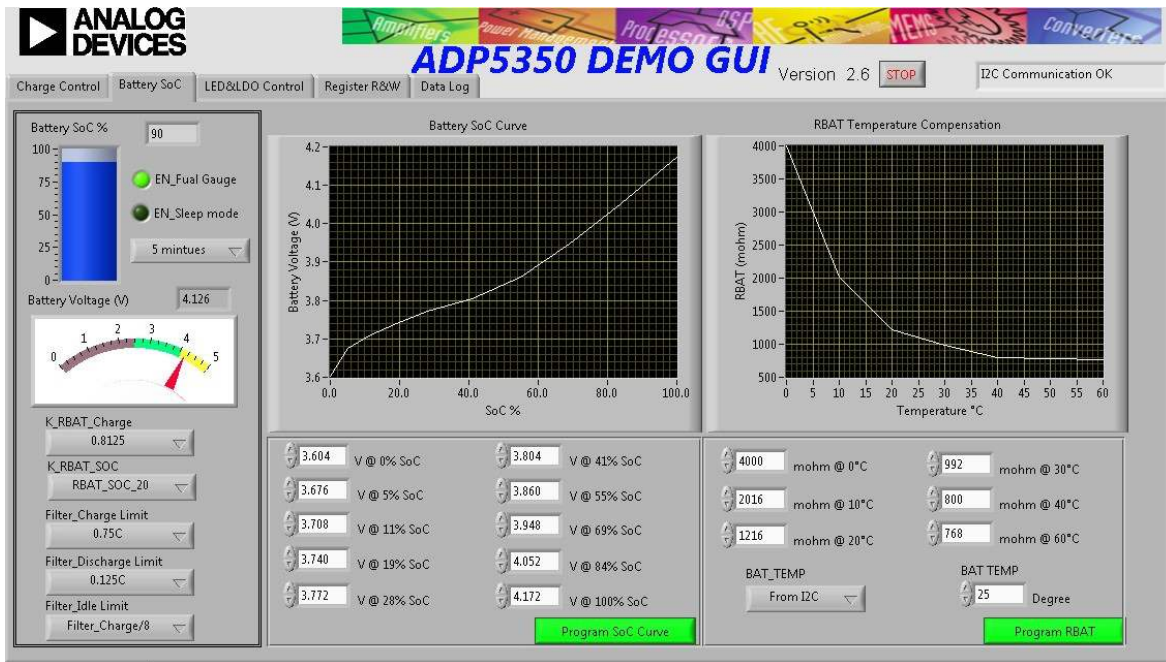 ANALOG
DEVICES
Amplifiers Power Management Processors DSP RF MEMS Converters
ADP5350 DEMO GUI
Version 2.6
STOP
I2C Communication OK
Charge Control Battery SoC LED&LDO Control Register R&W Data Log
Battery SoC %
90
100
75
50
25
0
EN_Fual Gauge
EN_Sleep mode
5 mintues
Battery Voltage (V)
4.126
0 1 2 3 4 5
K_RBAT_Charge
0.8125
K_RBAT_SOC
RBAT_SOC_20
Filter_Charge Limit
0.75C
Filter_Discharge Limit
0.125C
Filter_Idle Limit
Filter_Charge/8
Battery SoC Curve
Battery Voltage (V)
4.2
4.1
4.0
3.9
3.8
3.7
3.6
0.0 20.0 40.0 60.0 80.0 100.0
SoC %
3.604 V @ 0% SoC
3.676 V @ 5% SoC
3.708 V @ 11% SoC
3.740 V @ 19% SoC
3.772 V @ 28% SoC
3.804 V @ 41% SoC
3.860 V @ 55% SoC
3.948 V @ 69% SoC
4.052 V @ 84% SoC
4.172 V @ 100% SoC
Program SoC Curve
RBAT Temperature Compensation
RBAT (mohm)
4000
3500
3000
2500
2000
1500
1000
500
0 5 10 15 20 25 30 35 40 45 50 55 60
Temperature °C
4000 mohm @ 0°C
2016 mohm @ 10°C
1216 mohm @ 20°C
992 mohm @ 30°C
800 mohm @ 40°C
768 mohm @ 60°C
BAT_TEMP
From I2C
BAT TEMP
25 Degree
Program RBAT